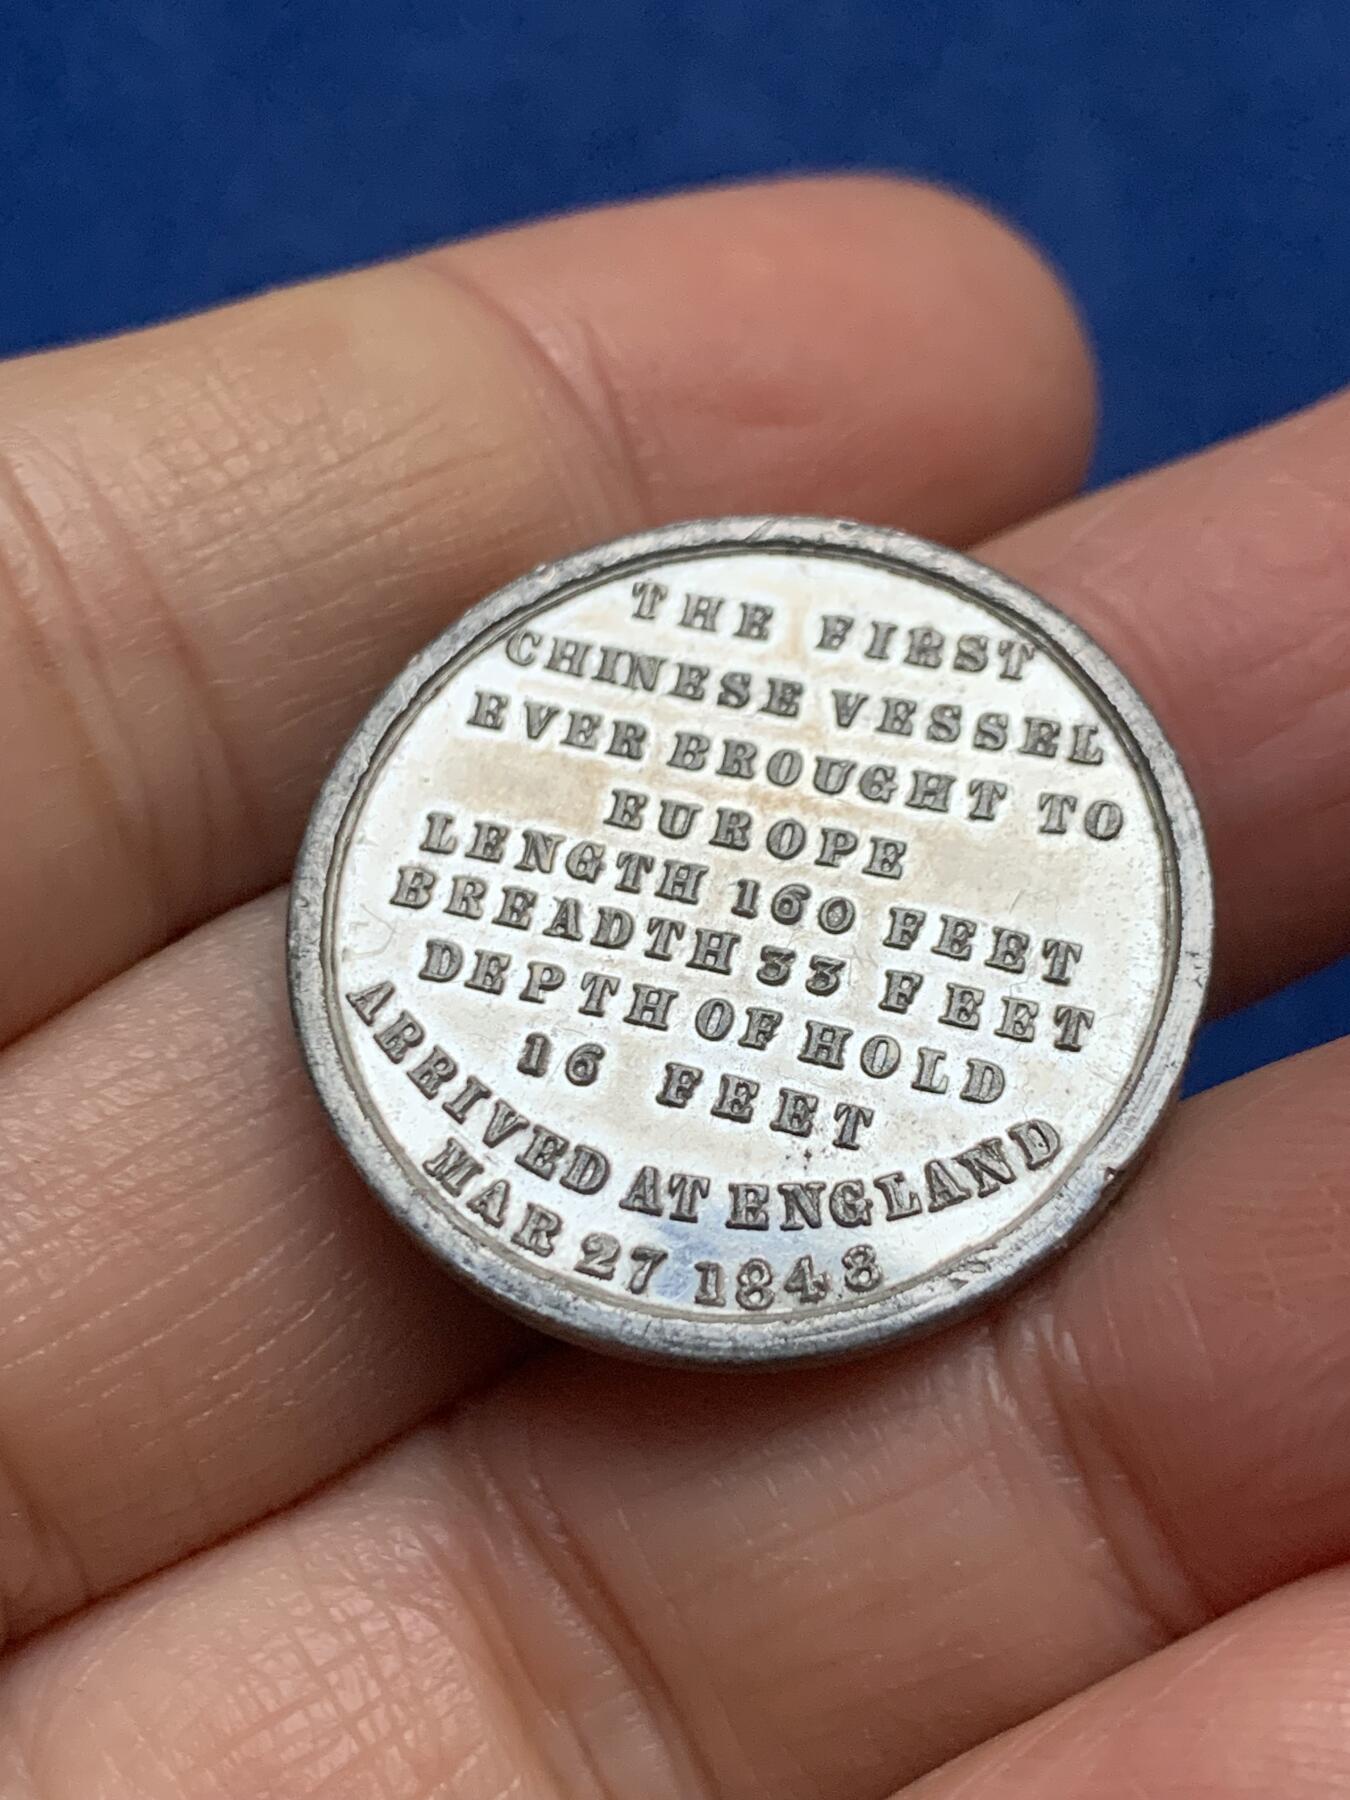 THE FIRST
CHINESE VESSEL
EVER BROUGHT TO
EUROPE
LENGTH 160 FEET
BREADTH 33 FEET
DEPTH OF HOLD
16 FEET
ARRIVED AT ENGLAND
MAR 27 1848